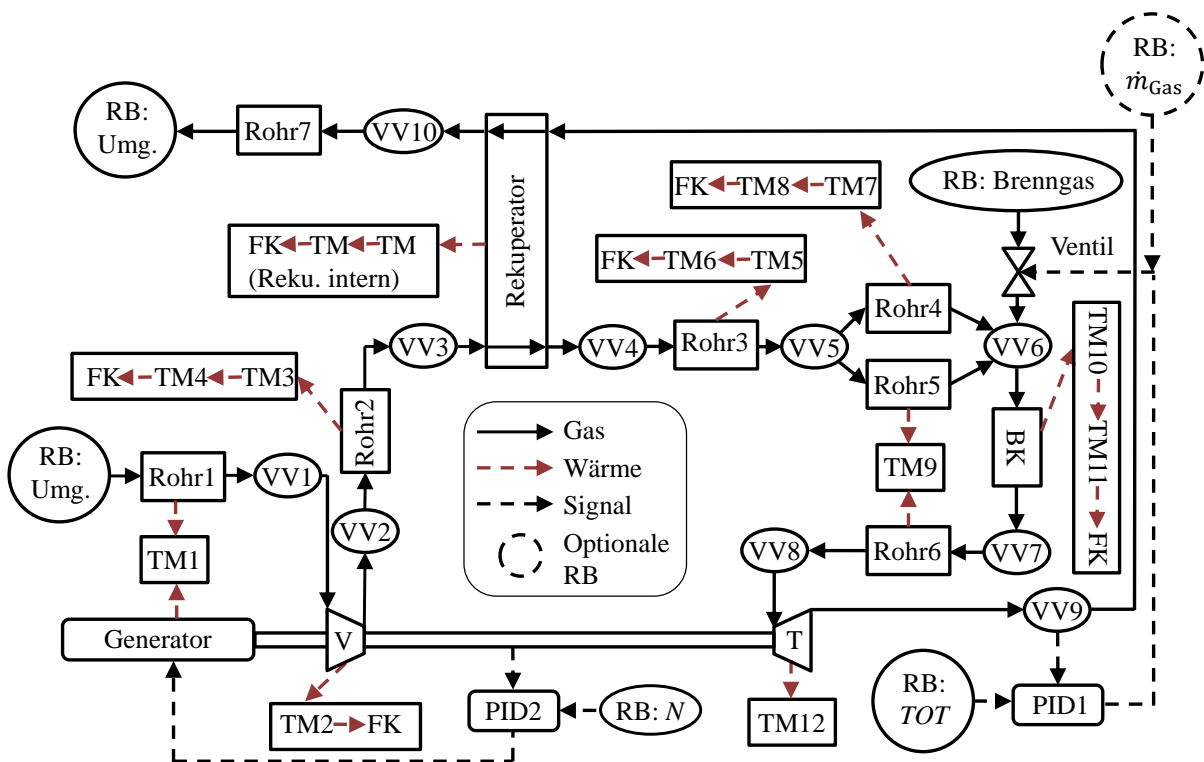 RB:
ṁGas
RB:
Umg.
Rohr7
VV10
Rekuperator
FK TM8 TM7
RB: Brenngas
FK TM TM
(Reku. intern)
FK TM6 TM5
Ventil
Rohr4
VV3
VV4
Rohr3
VV5
VV6
TM10 TM11 FK
FK TM4 TM3
Rohr2
Rohr5
BK
Gas
Wärme
Signal
Optionale
RB
RB:
Umg.
Rohr1
VV1
TM9
VV2
VV8
Rohr6
VV7
TM1
VV9
Generator
V
T
RB:
TOT
PID1
TM2 FK
PID2
RB: N
TM12